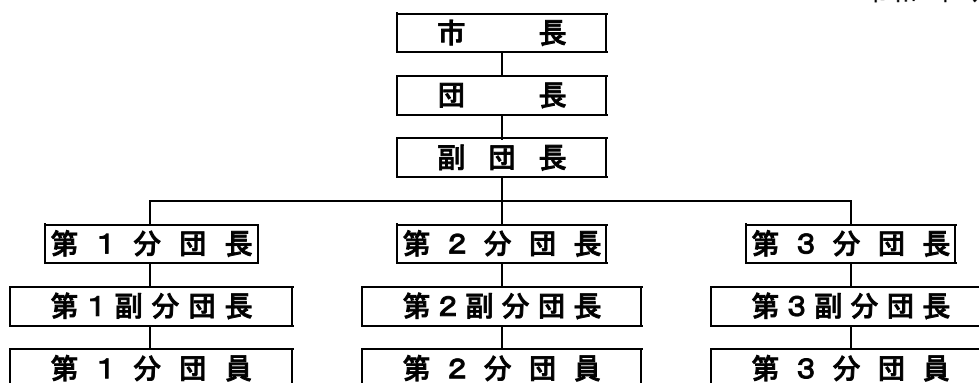 市　　長
団　　長
副 団 長
第 １ 分 団 長　第 ２ 分 団 長　第 ３ 分 団 長
第１副分団長　第２副分団長　第３副分団長
第 １ 分 団 員　第 ２ 分 団 員　第 ３ 分 団 員